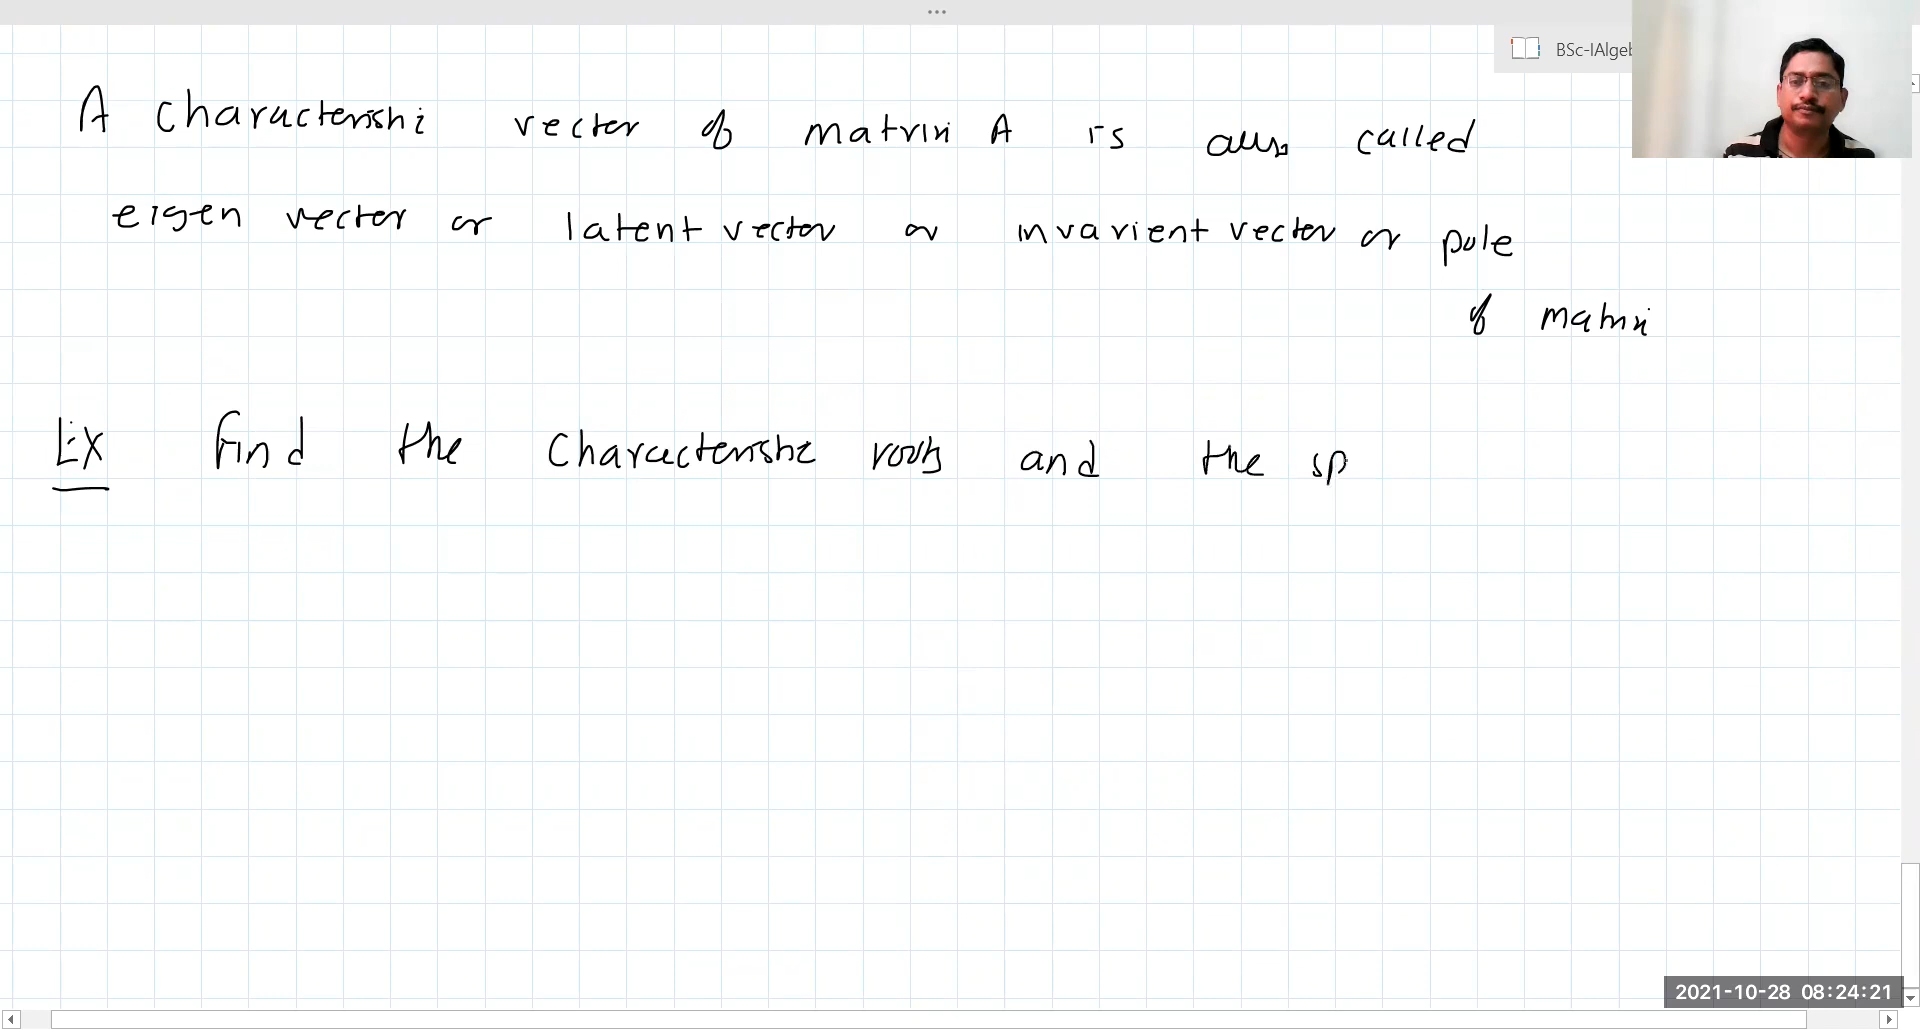 BSc-IAlgeb
A characteristic vector of matrix A is also called
eigen vector or latent vector or invarient vector or pole
of matrix
Ex Find the Characteristic roots and the sp
2021-10-28 08:24:21